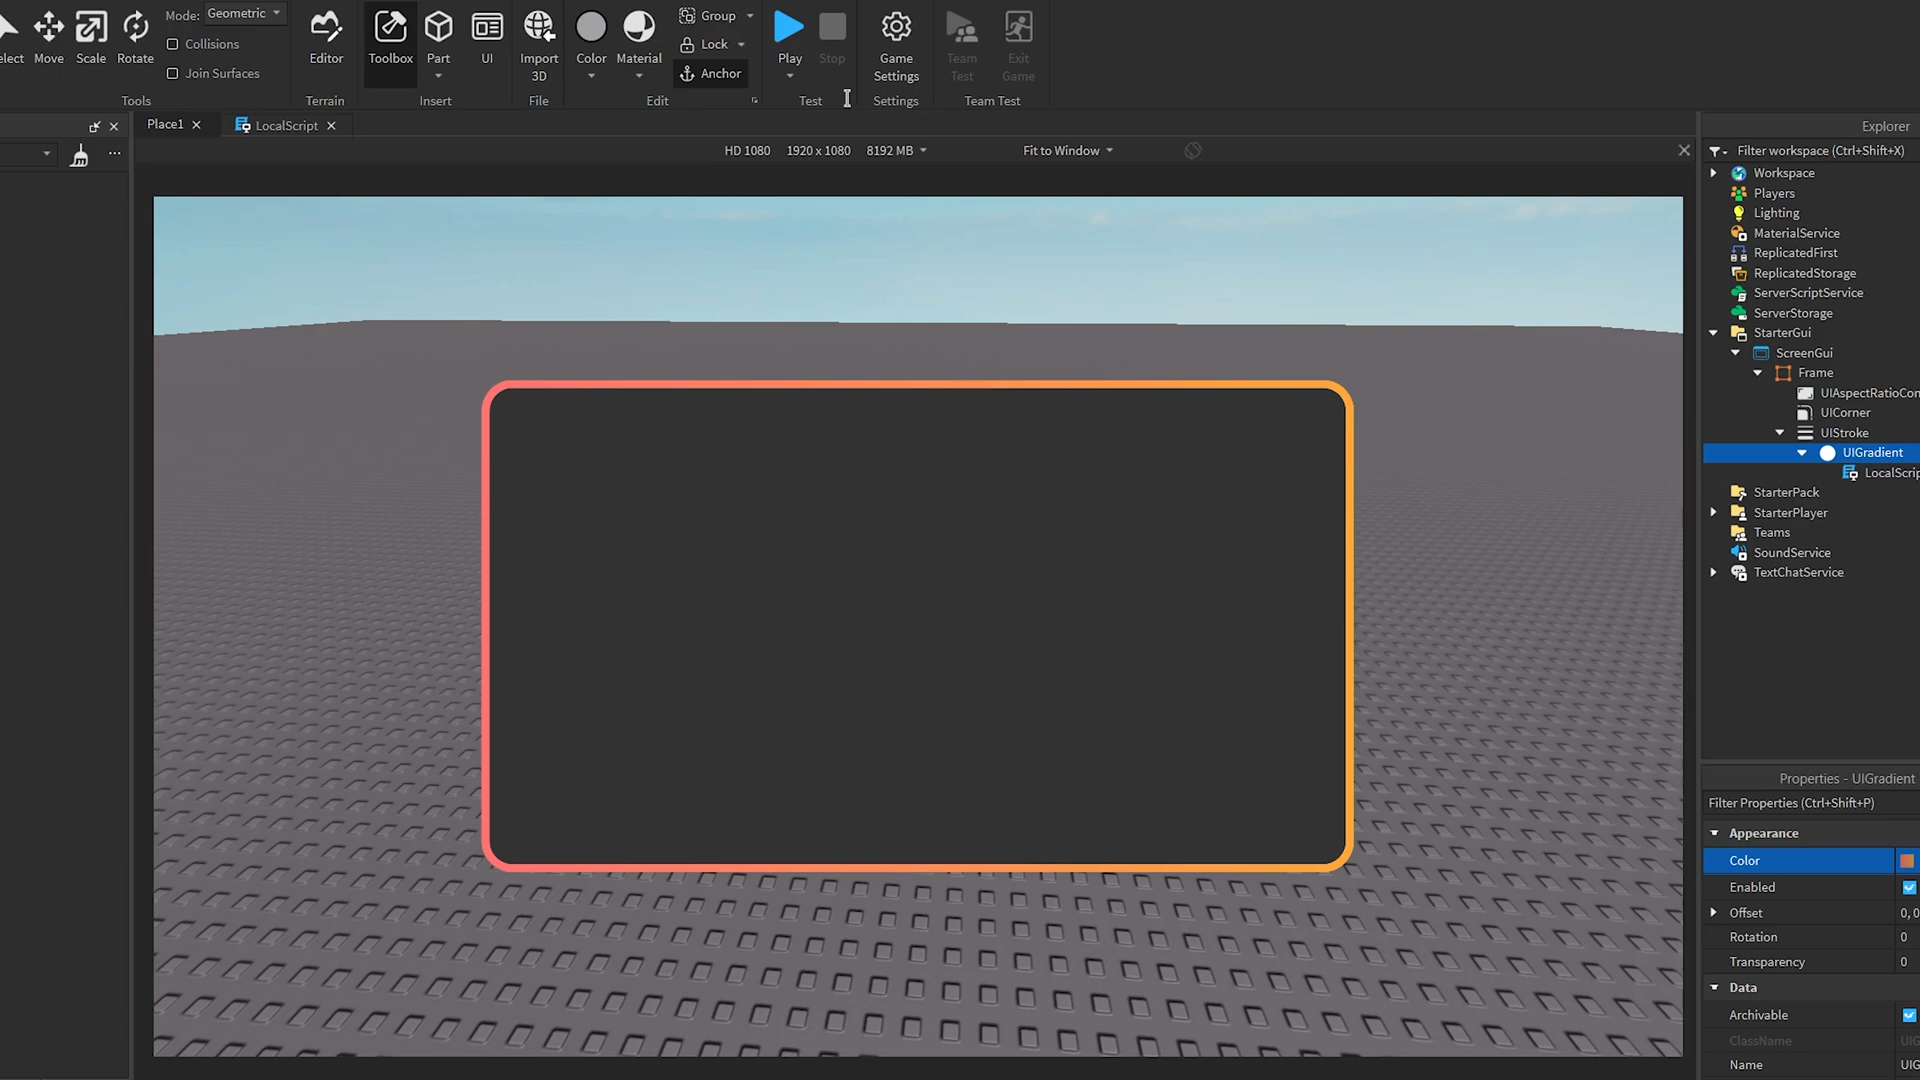 elect Move Scale Rotate
Mode: Geometric
Collisions
Join Surfaces
Tools
Editor
Terrain
Toolbox Part UI
Insert
Import
3D
File
Color Material
Group
Lock
Anchor
Edit
Play Stop
Test
Game
Settings
Settings
Team
Test
Exit
Game
Team Test
Place1
LocalScript
HD 1080 1920 x 1080 8192 MB Fit to Window
Explorer
Filter workspace (Ctrl+Shift+X)
Workspace
Players
Lighting
MaterialService
ReplicatedFirst
ReplicatedStorage
ServerScriptService
ServerStorage
StarterGui
ScreenGui
Frame
UIAspectRatioCon
UICorner
UIStroke
UIGradient
LocalScrip
StarterPack
StarterPlayer
Teams
SoundService
TextChatService
Properties - UIGradient
Filter Properties (Ctrl+Shift+P)
Appearance
Color
Enabled
Offset 0, 0
Rotation 0
Transparency 0
Data
Archivable
ClassName UIG
Name UIG